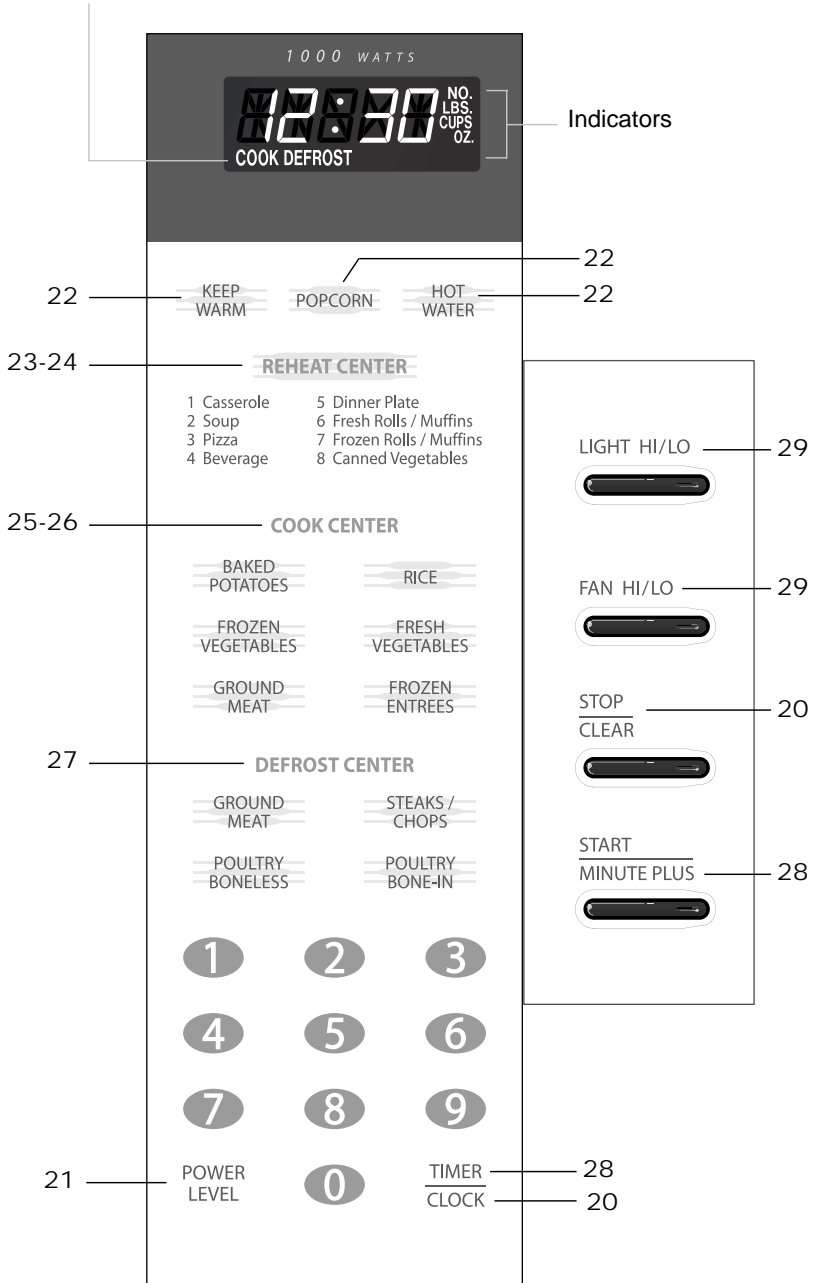 1000 WATTS
12:30
NO.
LBS.
CUPS
OZ.
COOK DEFROST
Indicators
22
22
KEEP
WARM
POPCORN
HOT
WATER
22
23-24
REHEAT CENTER
1 Casserole
2 Soup
3 Pizza
4 Beverage
5 Dinner Plate
6 Fresh Rolls / Muffins
7 Frozen Rolls / Muffins
8 Canned Vegetables
25-26
COOK CENTER
BAKED
POTATOES
RICE
FROZEN
VEGETABLES
FRESH
VEGETABLES
GROUND
MEAT
FROZEN
ENTREES
27
DEFROST CENTER
GROUND
MEAT
STEAKS /
CHOPS
POULTRY
BONELESS
POULTRY
BONE-IN
1 2 3
4 5 6
7 8 9
21
POWER
LEVEL
0
TIMER
CLOCK
28
20
LIGHT HI/LO
29
FAN HI/LO
29
STOP
CLEAR
20
START
MINUTE PLUS
28